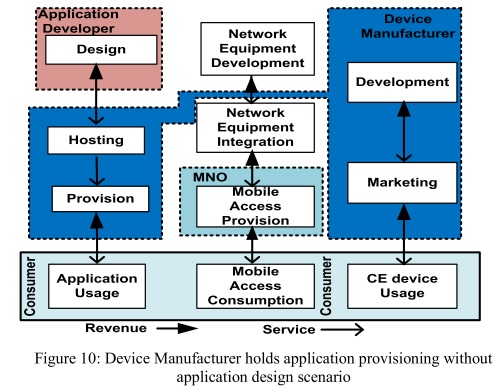 Application
Developer
Design
Network
Equipment
Development
Device
Manufacturer
Development
Hosting
Network
Equipment
Integration
Provision
MNO
Mobile
Access
Provision
Marketing
Consumer
Application
Usage
Mobile
Access
Consumption
Consumer
CE device
Usage
Revenue
Service
Figure 10: Device Manufacturer holds application provisioning without
application design scenario